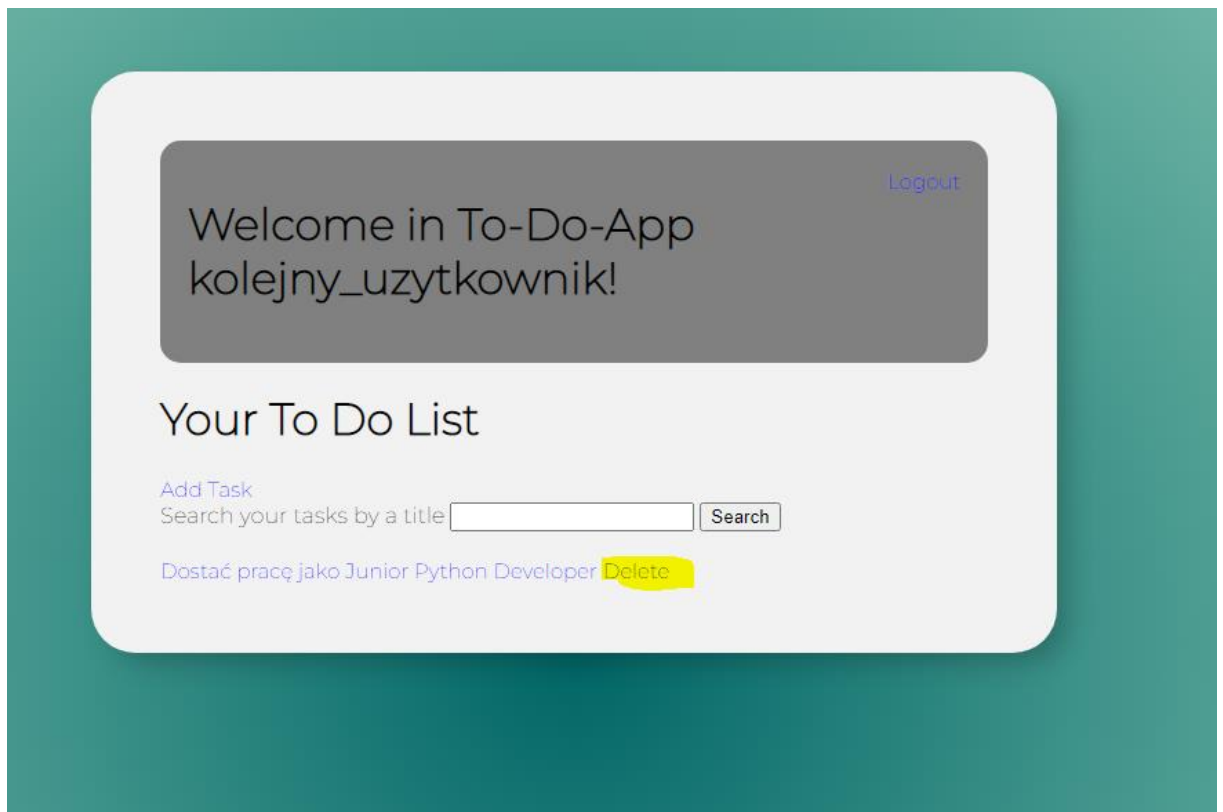 Logout
Welcome in To-Do-App
kolejny_uzytkownik!
Your To Do List
Add Task
Search your tasks by a title Search
Dostać pracę jako Junior Python Developer Delete